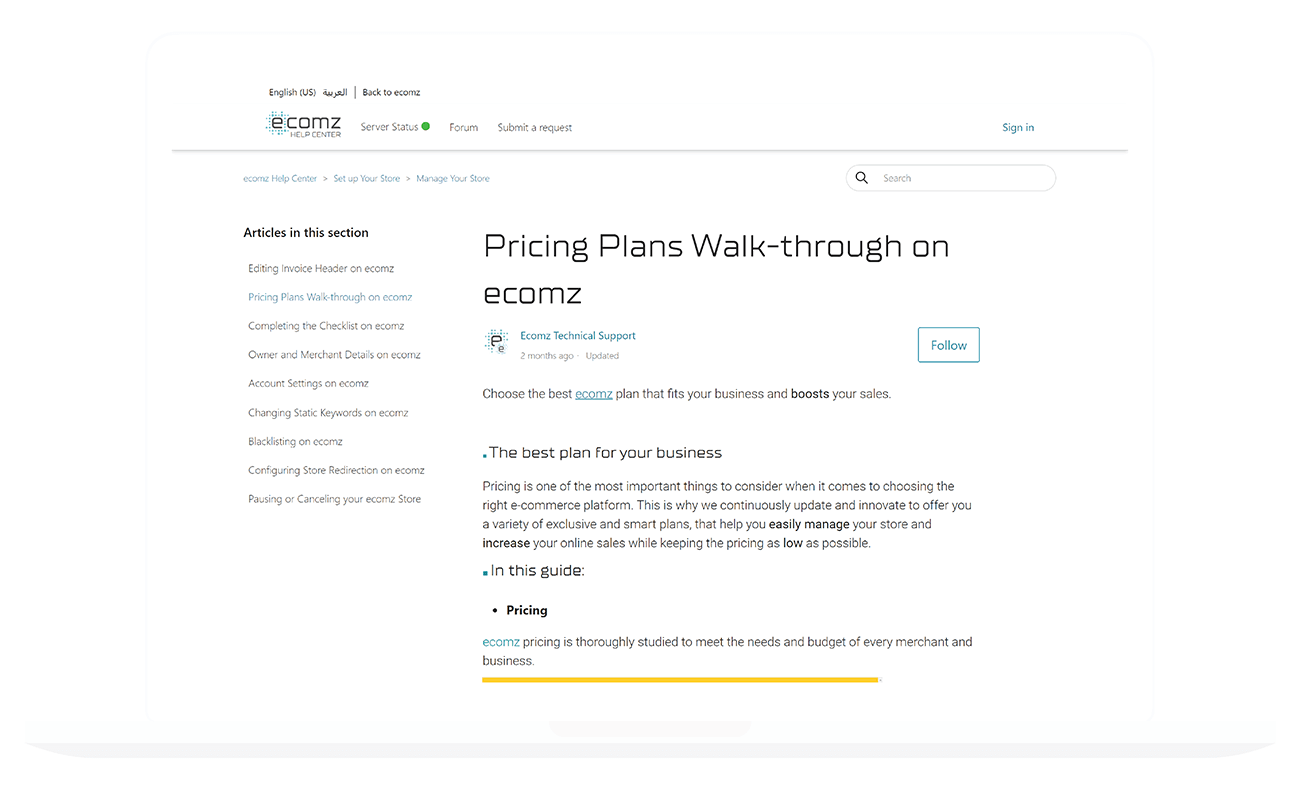 English (US) العربية | Back to ecomz
ecomz
HELP CENTER
Server Status Forum Submit a request Sign in
ecomz Help Center > Set up Your Store > Manage Your Store
Search
Articles in this section
Editing Invoice Header on ecomz
Pricing Plans Walk-through on ecomz
Completing the Checklist on ecomz
Owner and Merchant Details on ecomz
Account Settings on ecomz
Changing Static Keywords on ecomz
Blacklisting on ecomz
Configuring Store Redirection on ecomz
Pausing or Canceling your ecomz Store
Pricing Plans Walk-through on
ecomz
Ecomz Technical Support
2 months ago · Updated
Follow
Choose the best ecomz plan that fits your business and boosts your sales.
The best plan for your business
Pricing is one of the most important things to consider when it comes to choosing the
right e-commerce platform. This is why we continuously update and innovate to offer you
a variety of exclusive and smart plans, that help you easily manage your store and
increase your online sales while keeping the pricing as low as possible.
In this guide:
• Pricing
ecomz pricing is thoroughly studied to meet the needs and budget of every merchant and
business.